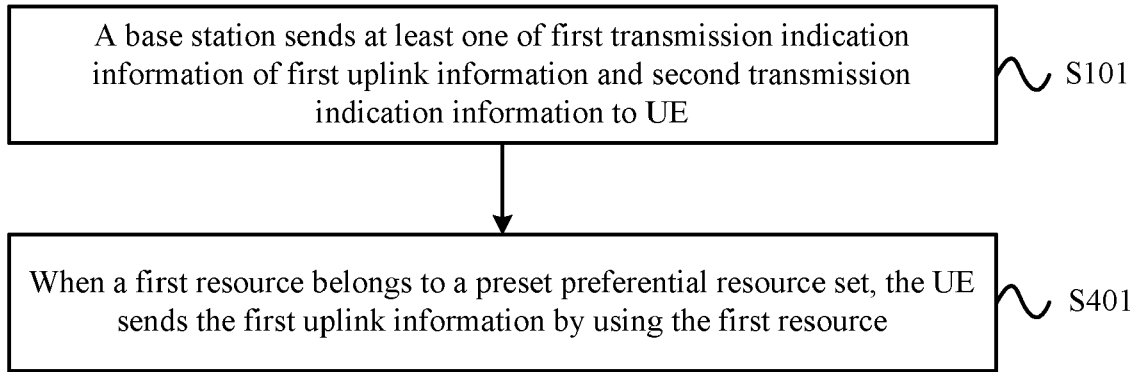 A base station sends at least one of first transmission indication
information of first uplink information and second transmission
indication information to UE
S101
When a first resource belongs to a preset preferential resource set, the UE
sends the first uplink information by using the first resource
S401